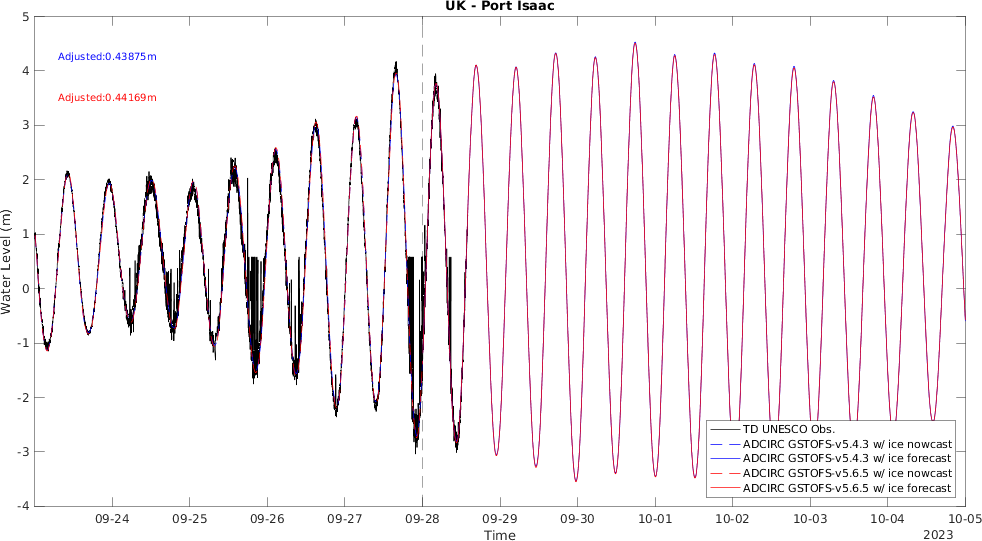 UK - Port Isaac
Adjusted:0.43875m
Adjusted:0.44169m
Water Level (m)
5
4
3
2
1
0
-1
-2
-3
-4
TD UNESCO Obs.
ADCIRC GSTOFS-v5.4.3 w/ ice nowcast
ADCIRC GSTOFS-v5.4.3 w/ ice forecast
ADCIRC GSTOFS-v5.6.5 w/ ice nowcast
ADCIRC GSTOFS-v5.6.5 w/ ice forecast
09-24 09-25 09-26 09-27 09-28 09-29 09-30 10-01 10-02 10-03 10-04 10-05
Time
2023